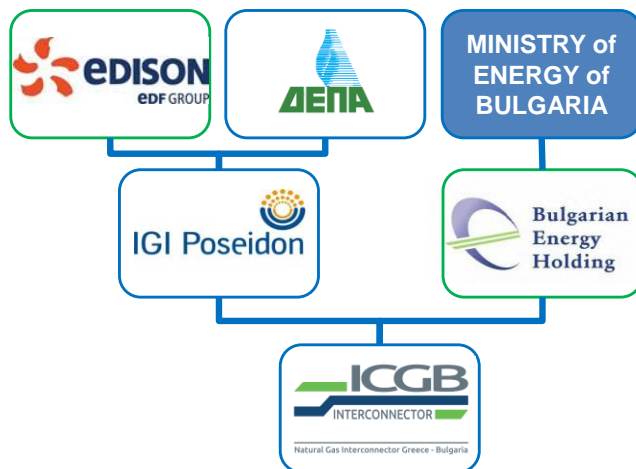 eDISON
eDF GROUP
ΔΕΠΑ
MINISTRY of
ENERGY of
BULGARIA
IGI Poseidon
Bulgarian
Energy
Holding
ICGB
INTERCONNECTOR
Natural Gas Interconnector Greece - Bulgaria